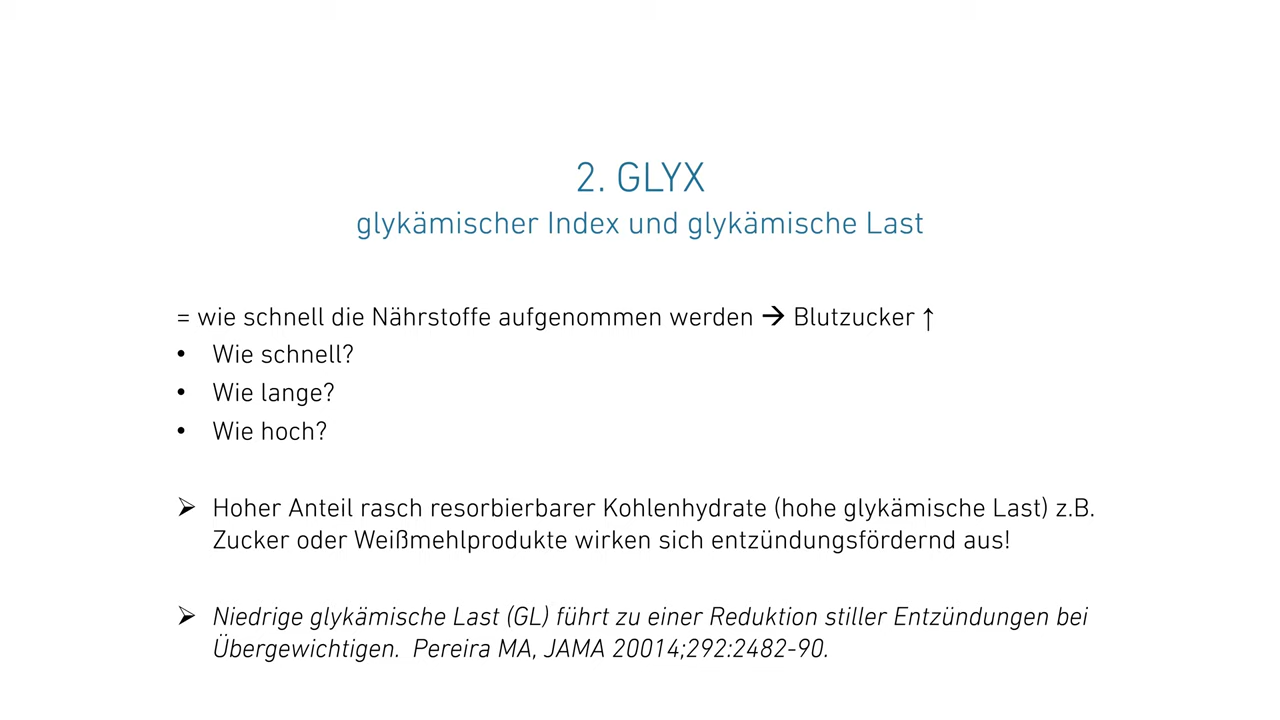 2. GLYX
glykämischer Index und glykämische Last
= wie schnell die Nährstoffe aufgenommen werden → Blutzucker ↑
• Wie schnell?
• Wie lange?
• Wie hoch?
➢ Hoher Anteil rasch resorbierbarer Kohlenhydrate (hohe glykämische Last) z.B.
Zucker oder Weißmehlprodukte wirken sich entzündungsfördernd aus!
➢ Niedrige glykämische Last (GL) führt zu einer Reduktion stiller Entzündungen bei
Übergewichtigen. Pereira MA, JAMA 20014;292:2482-90.